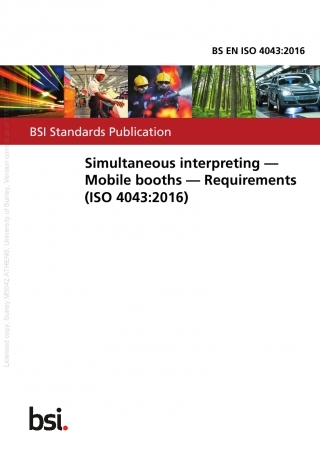 BS EN ISO 4043:2016
BSI Standards Publication
Simultaneous interpreting —
Mobile booths — Requirements
(ISO 4043:2016)
bsi.